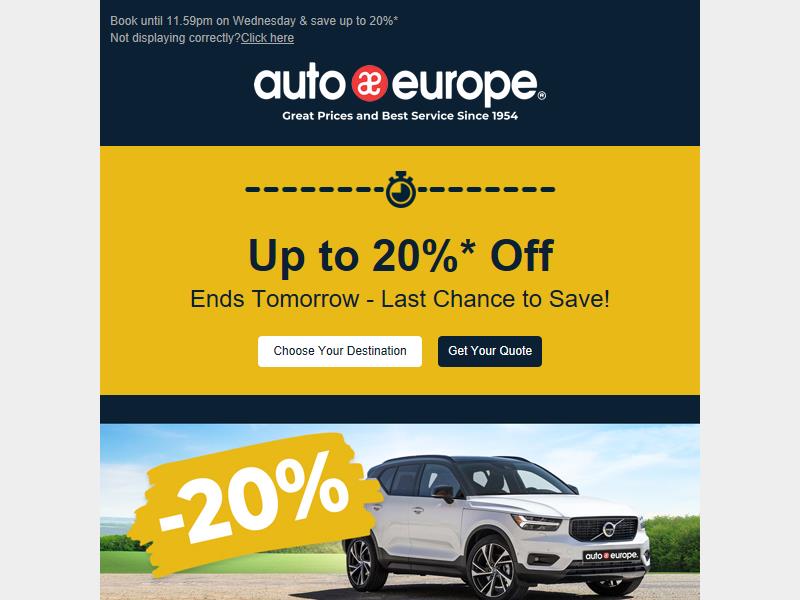 Book until 11.59pm on Wednesday & save up to 20%*
Not displaying correctly?Click here
auto æ europe®
Great Prices and Best Service Since 1954
Up to 20%* Off
Ends Tomorrow - Last Chance to Save!
Choose Your Destination
Get Your Quote
-20%
VOLVO
auto æ europe.